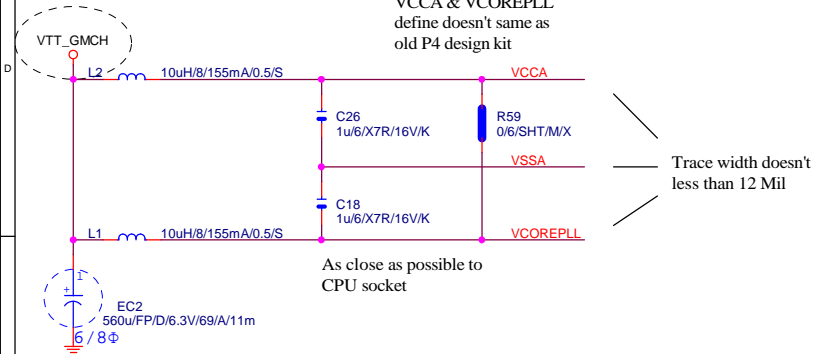 VCCA & VCOREPLL
define doesn't same as
old P4 design kit
VTT_GMCH
D
L2 10uH/8/155mA/0.5/S
VCCA
C26
1u/6/X7R/16V/K
R59
0/6/SHT/M/X
VSSA
Trace width doesn't
less than 12 Mil
C18
1u/6/X7R/16V/K
L1 10uH/8/155mA/0.5/S
VCOREPLL
As close as possible to
CPU socket
1
+
EC2
560u/FP/D/6.3V/69/A/11m
6/8Φ